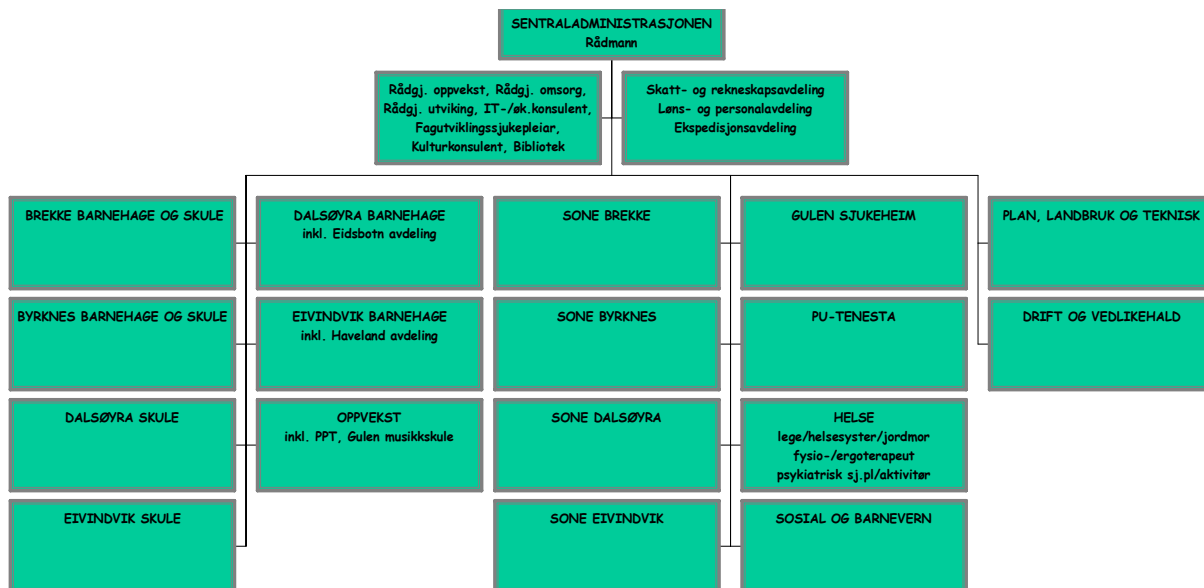 SENTRALADMINISTRASJONEN
Rådmann
Rådgj. oppvekst, Rådgj. omsorg,
Rådgj. utviking, IT-/øk.konsulent,
Fagutviklingssjukepleiar,
Kulturkonsulent, Bibliotek
Skatt- og rekneskapsavdeling
Løns- og personalavdeling
Ekspedisjonsavdeling
BREKKE BARNEHAGE OG SKULE
DALSØYRA BARNEHAGE
inkl. Eidsbotn avdeling
SONE BREKKE
GULEN SJUKEHEIM
PLAN, LANDBRUK OG TEKNISK
BYRKNES BARNEHAGE OG SKULE
EIVINDVIK BARNEHAGE
inkl. Haveland avdeling
SONE BYRKNES
PU-TENESTA
DRIFT OG VEDLIKEHALD
DALSØYRA SKULE
OPPVEKST
inkl. PPT, Gulen musikkskule
SONE DALSØYRA
HELSE
lege/helsesyster/jordmor
fysio-/ergoterapeut
psykiatrisk sj.pl/aktivitør
EIVINDVIK SKULE
SONE EIVINDVIK
SOSIAL OG BARNEVERN